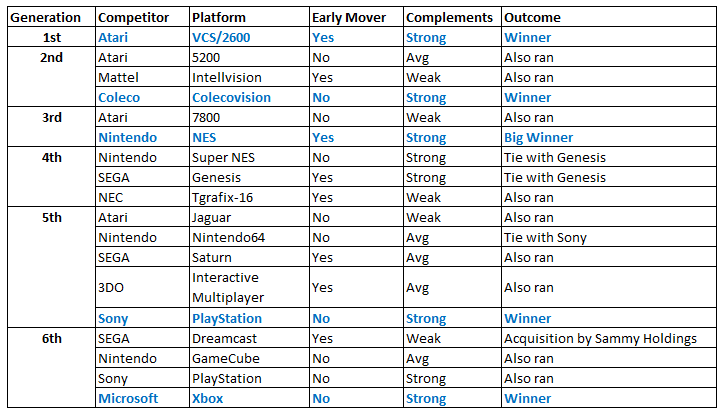 Generation Competitor Platform Early Mover Complements Outcome
1st Atari VCS/2600 Yes Strong Winner
2nd Atari 5200 No Avg Also ran
Mattel Intellvision Yes Weak Also ran
Coleco Colecovision No Strong Winner
3rd Atari 7800 No Weak Also ran
Nintendo NES Yes Strong Big Winner
4th Nintendo Super NES No Strong Tie with Genesis
SEGA Genesis Yes Strong Tie with Genesis
NEC Tgrafix-16 Yes Weak Also ran
5th Atari Jaguar No Weak Also ran
Nintendo Nintendo64 No Avg Tie with Sony
SEGA Saturn Yes Avg Also ran
3DO Interactive
Multiplayer Yes Avg Also ran
Sony PlayStation No Strong Winner
6th SEGA Dreamcast Yes Weak Acquisition by Sammy Holdings
Nintendo GameCube No Avg Also ran
Sony PlayStation No Strong Also ran
Microsoft Xbox No Strong Winner